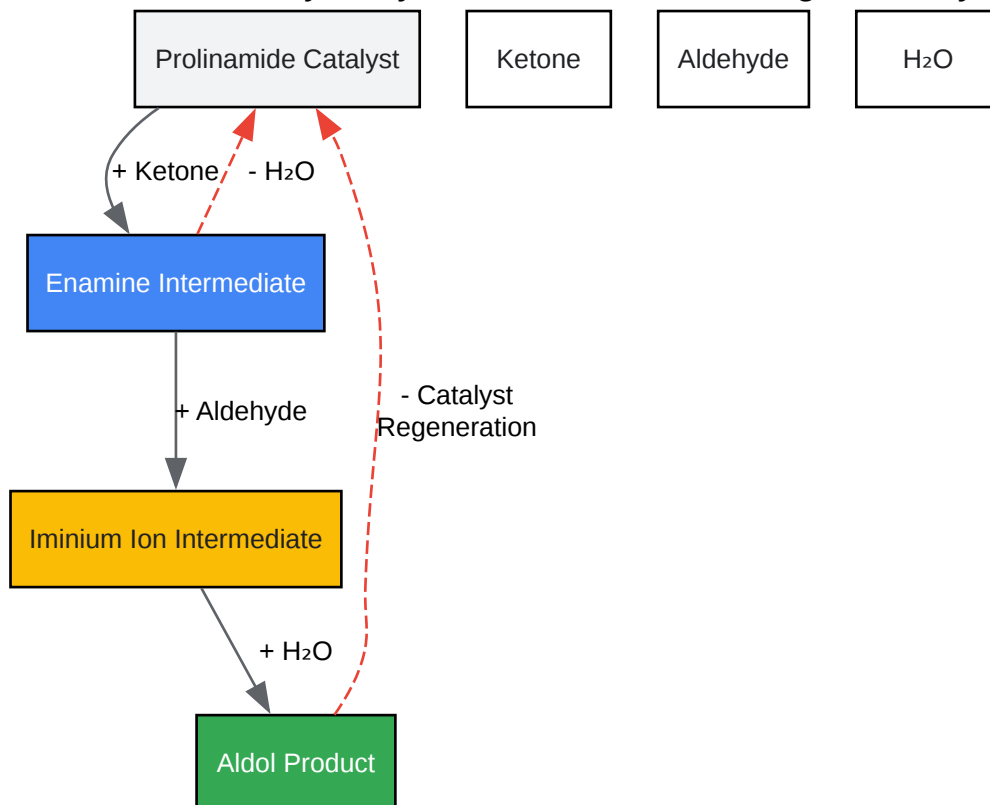 Prolinamide Catalyst
Ketone
Aldehyde
H₂O
+ Ketone
- H₂O
Enamine Intermediate
+ Aldehyde
- Catalyst
Regeneration
Iminium Ion Intermediate
+ H₂O
Aldol Product